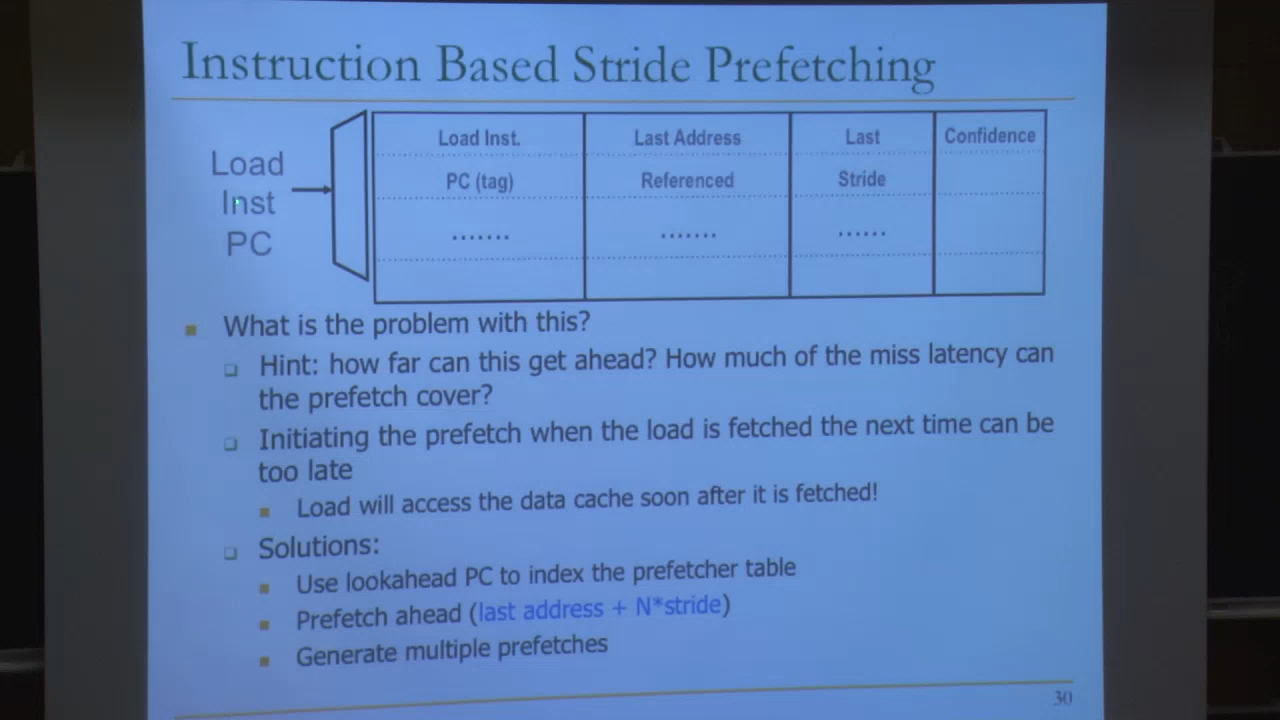 Instruction Based Stride Prefetching
Load
Inst
PC
Load Inst.
PC (tag)
.......
Last Address
Referenced
.......
Last
Stride
......
Confidence
What is the problem with this?
Hint: how far can this get ahead? How much of the miss latency can
the prefetch cover?
Initiating the prefetch when the load is fetched the next time can be
too late
Load will access the data cache soon after it is fetched!
Solutions:
Use lookahead PC to index the prefetcher table
Prefetch ahead (last address + N*stride)
Generate multiple prefetches
30